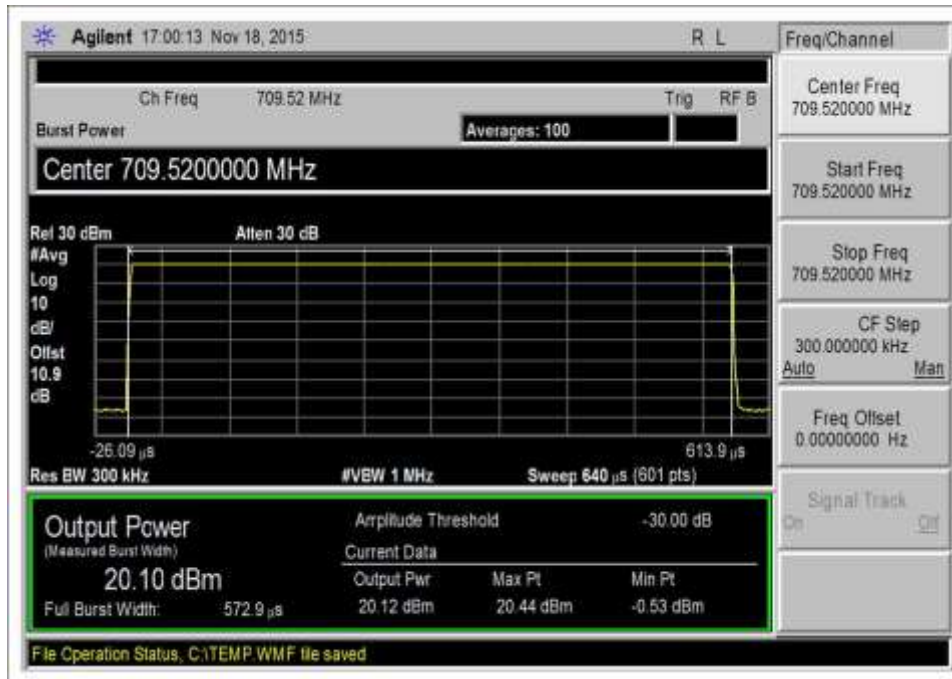 Agilent 17:00:13 Nov 18, 2015 R L
Freq/Channel
Ch Freq 709.52 MHz Trig RF B
Burst Power Averages: 100
Center 709.5200000 MHz
Ref 30 dBm Atten 30 dB
#Avg
Log
10
dB/
Offst
10.9
dB
-26.09 µs 613.9 µs
Res BW 300 kHz #VBW 1 MHz Sweep 640 µs (601 pts)
Output Power
(Measured Burst Width)
20.10 dBm
Full Burst Width: 572.9 µs
Amplitude Threshold -30.00 dB
Current Data
Output Pwr Max Pt Min Pt
20.12 dBm 20.44 dBm -0.53 dBm
File Operation Status, C:\TEMP.WMF file saved
Center Freq
709.520000 MHz
Start Freq
709.520000 MHz
Stop Freq
709.520000 MHz
CF Step
300.000000 kHz
Auto Man
Freq Offset
0.00000000 Hz
Signal Track
On Off